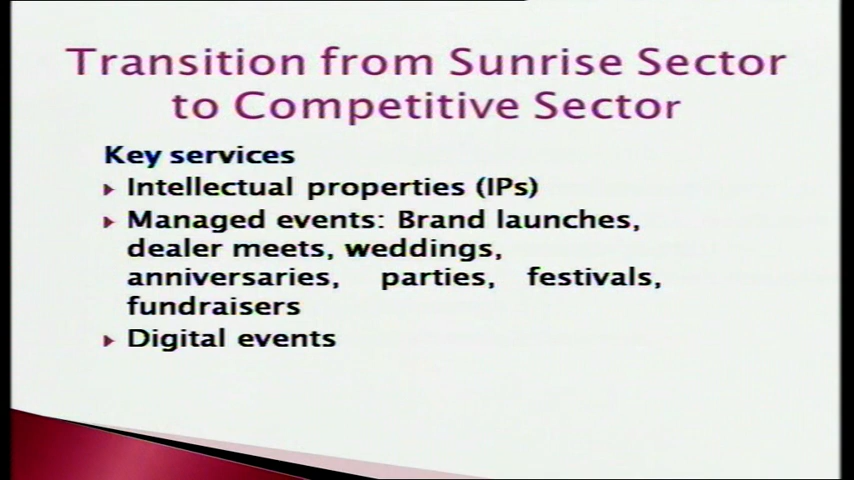 Transition from Sunrise Sector
to Competitive Sector
Key services
Intellectual properties (IPs)
Managed events: Brand launches,
dealer meets, weddings,
anniversaries, parties, festivals,
fundraisers
Digital events